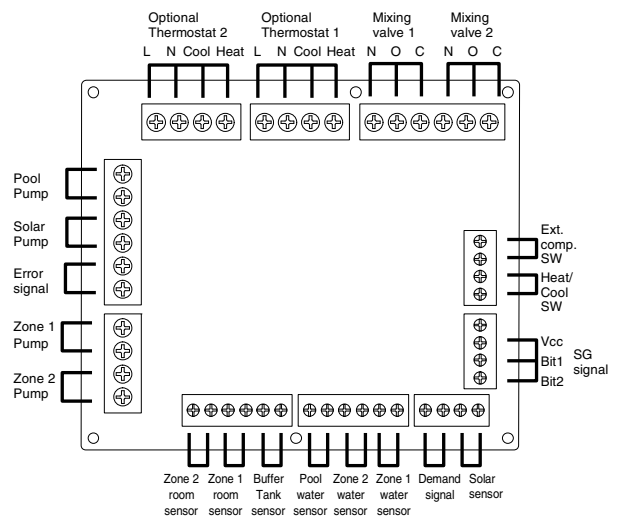 Optional
Thermostat 2
Optional
Thermostat 1
Mixing
valve 1
Mixing
valve 2
L N Cool Heat
L N Cool Heat
N O C
N O C
Pool
Pump
Solar
Pump
Error
signal
Zone 1
Pump
Zone 2
Pump
Ext.
comp.
SW
Heat/
Cool
SW
Vcc
Bit1
Bit2
SG
signal
Zone 2
room
sensor
Zone 1
room
sensor
Buffer
Tank
sensor
Pool
water
sensor
Zone 2
water
sensor
Zone 1
water
sensor
Demand
signal
Solar
sensor